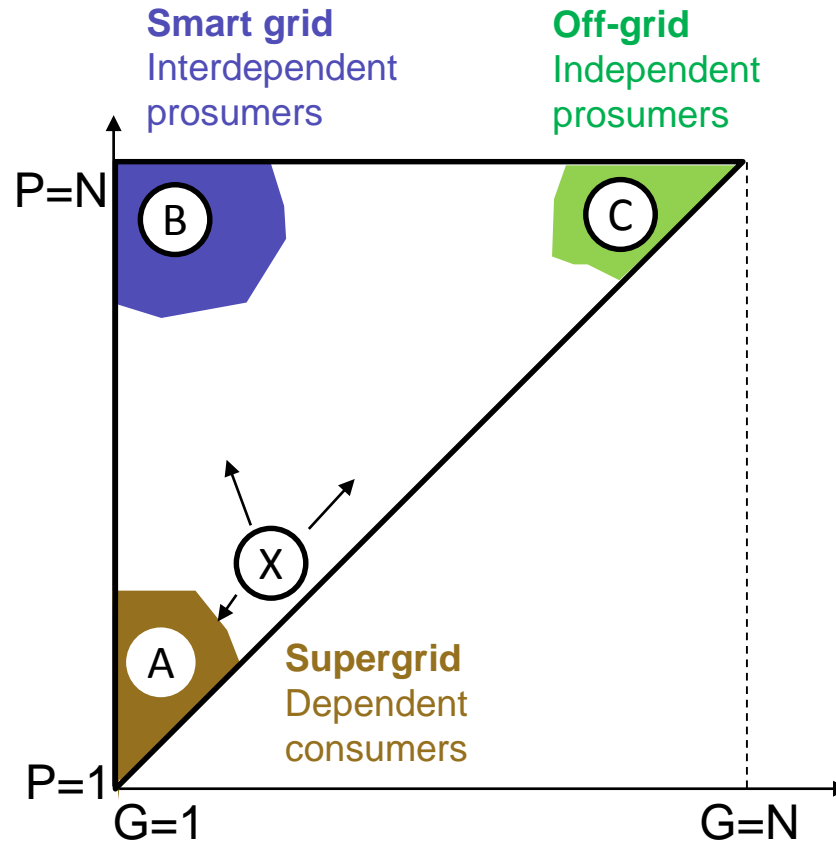 Smart grid
Interdependent
prosumers
Off-grid
Independent
prosumers
P=N
B
C
X
A
Supergrid
Dependent
consumers
P=1
G=1
G=N